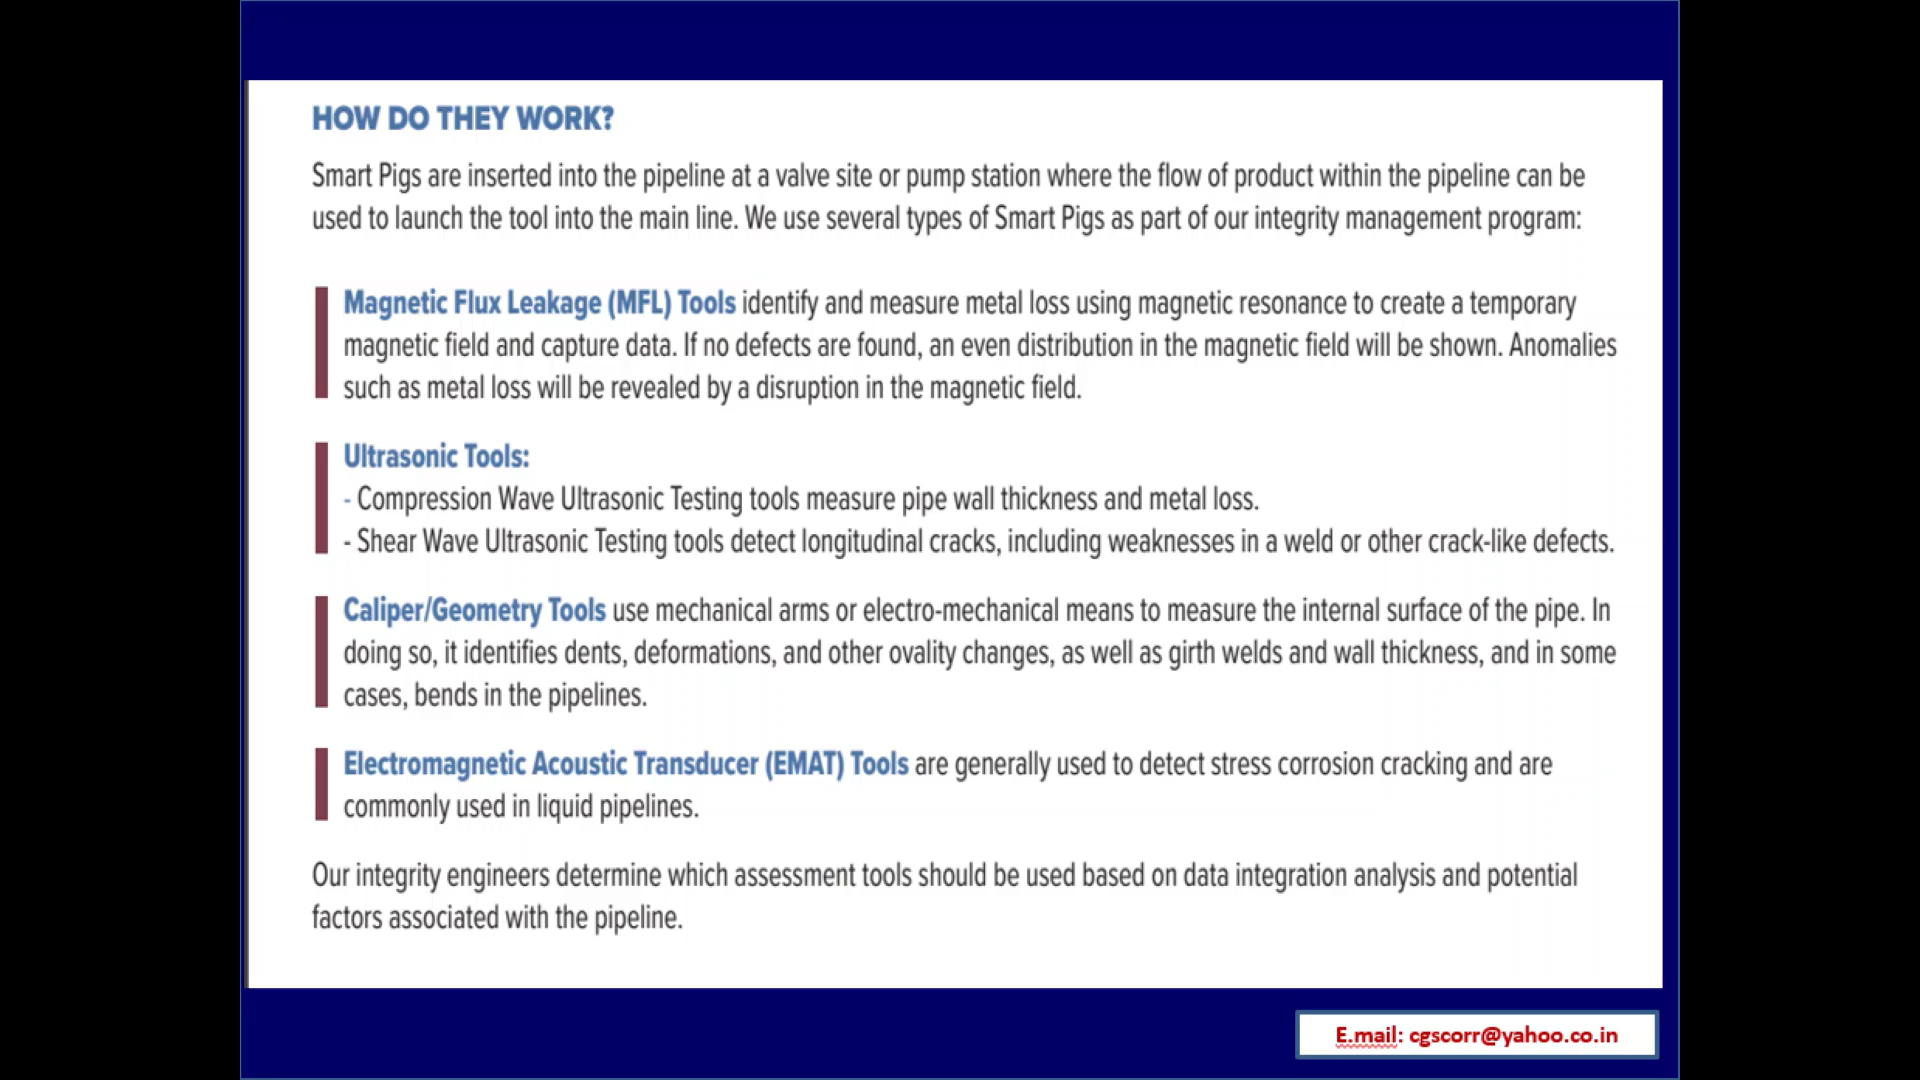 HOW DO THEY WORK?
Smart Pigs are inserted into the pipeline at a valve site or pump station where the flow of product within the pipeline can be
used to launch the tool into the main line. We use several types of Smart Pigs as part of our integrity management program:
Magnetic Flux Leakage (MFL) Tools identify and measure metal loss using magnetic resonance to create a temporary
magnetic field and capture data. If no defects are found, an even distribution in the magnetic field will be shown. Anomalies
such as metal loss will be revealed by a disruption in the magnetic field.
Ultrasonic Tools:
- Compression Wave Ultrasonic Testing tools measure pipe wall thickness and metal loss.
- Shear Wave Ultrasonic Testing tools detect longitudinal cracks, including weaknesses in a weld or other crack-like defects.
Caliper/Geometry Tools use mechanical arms or electro-mechanical means to measure the internal surface of the pipe. In
doing so, it identifies dents, deformations, and other ovality changes, as well as girth welds and wall thickness, and in some
cases, bends in the pipelines.
Electromagnetic Acoustic Transducer (EMAT) Tools are generally used to detect stress corrosion cracking and are
commonly used in liquid pipelines.
Our integrity engineers determine which assessment tools should be used based on data integration analysis and potential
factors associated with the pipeline.
E.mail: cgscorr@yahoo.co.in